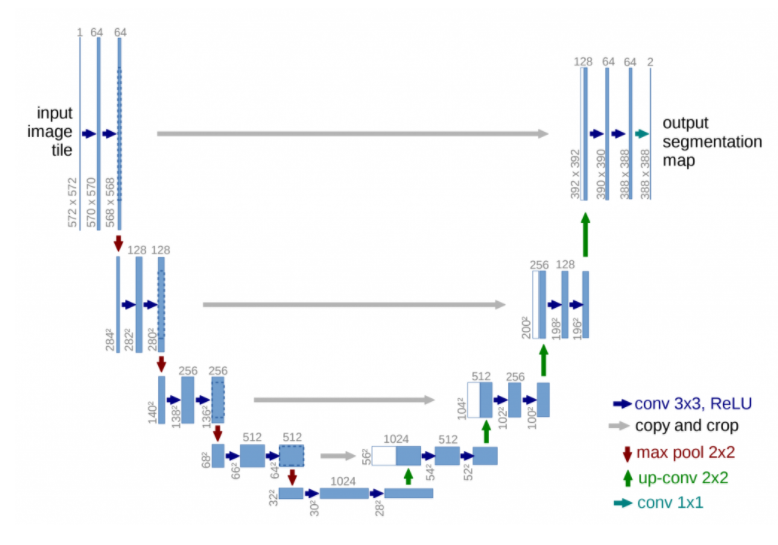 1 64 64
128 64 64 2
input
image
tile
output
segmentation
map
572 x 572
570 x 570
568 x 568
392 x 392
390 x 390
388 x 388
388 x 388
128 128
256 128
284²
282²
280²
200²
198²
196²
256 256
512 256
140²
138²
136²
104²
102²
100²
512 512
1024 512
68²
66²
64²
56²
54²
52²
1024
32²
30²
28²
conv 3x3, ReLU
copy and crop
max pool 2x2
up-conv 2x2
conv 1x1